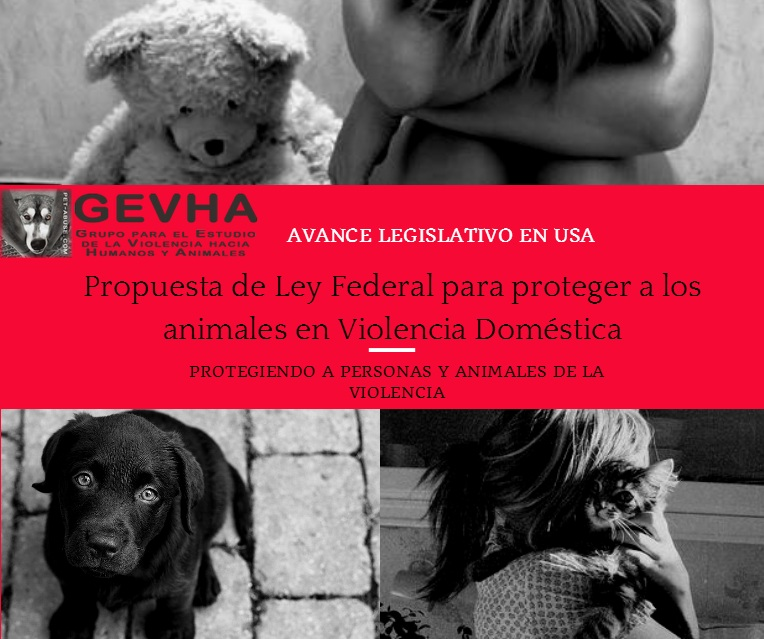 PET-ABUSE.COM
GEVHA
GRUPO PARA EL ESTUDIO
DE LA VIOLENCIA HACIA
HUMANOS Y ANIMALES
AVANCE LEGISLATIVO EN USA
Propuesta de Ley Federal para proteger a los
animales en Violencia Doméstica
PROTEGIENDO A PERSONAS Y ANIMALES DE LA
VIOLENCIA